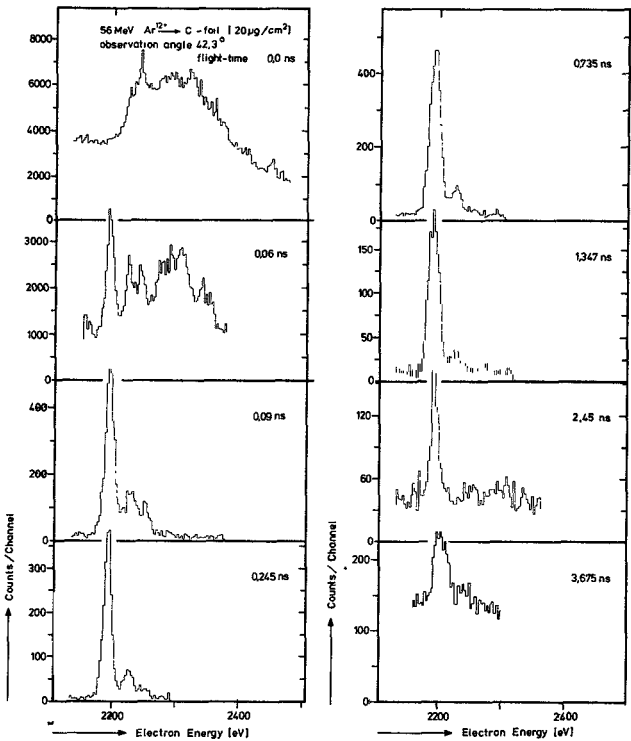 56 MeV Ar12+ → C-foil [20µg/cm²]
observation angle 42,3°
flight-time 0,0 ns
8000
6000
4000
2000
0
0,06 ns
3000
2000
1000
0
0,09 ns
400
200
0
0,245 ns
300
200
100
0
2200
2400
Electron Energy [eV]
Counts/Channel
0,735 ns
400
200
0
1,347 ns
150
100
50
25
0
2,45 ns
120
60
30
0
3,675 ns
200
150
100
2200
2400
Electron Energy [eV]
Counts/Channel